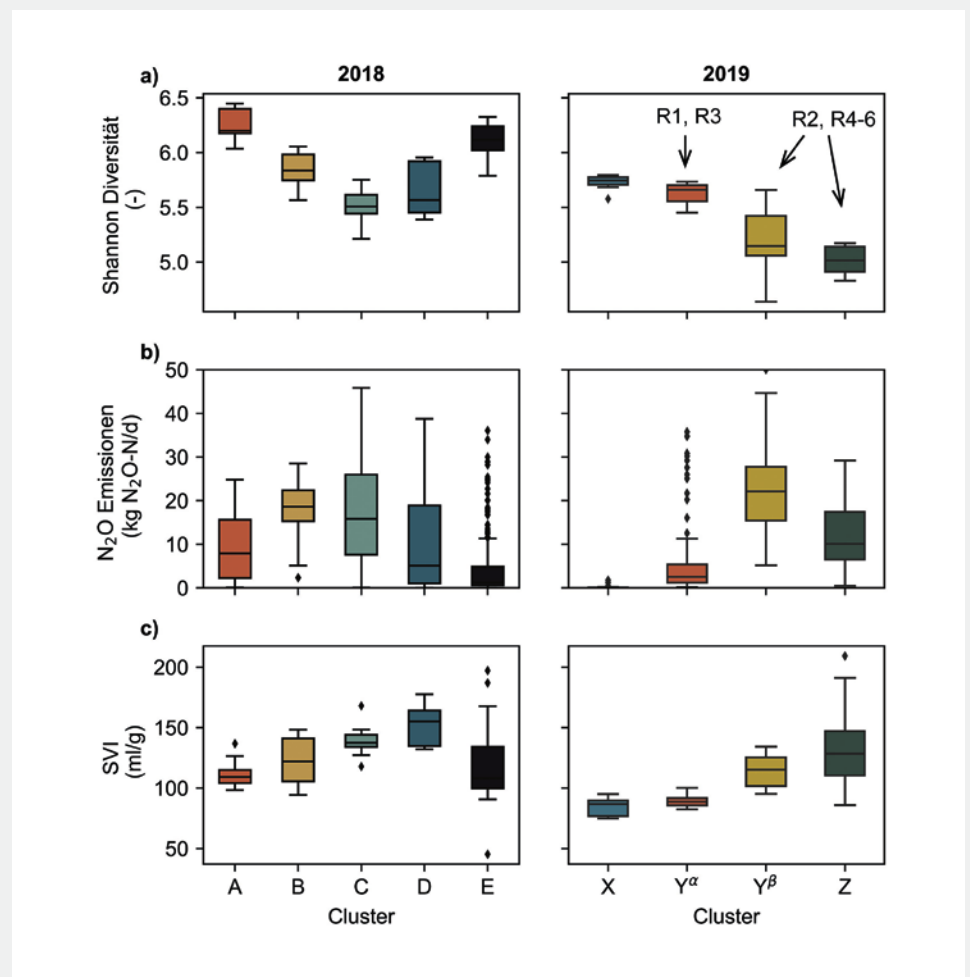 a)
2018
2019
Shannon Diversität
(-)
6.5
6.0
5.5
5.0
R1, R3
R2, R4-6
b)
N₂O Emissionen
(kg N₂O-N/d)
50
40
30
20
10
0
c)
SVI
(ml/g)
200
150
100
50
A B C D E
X Yᵅ Yᵝ Z
Cluster
Cluster